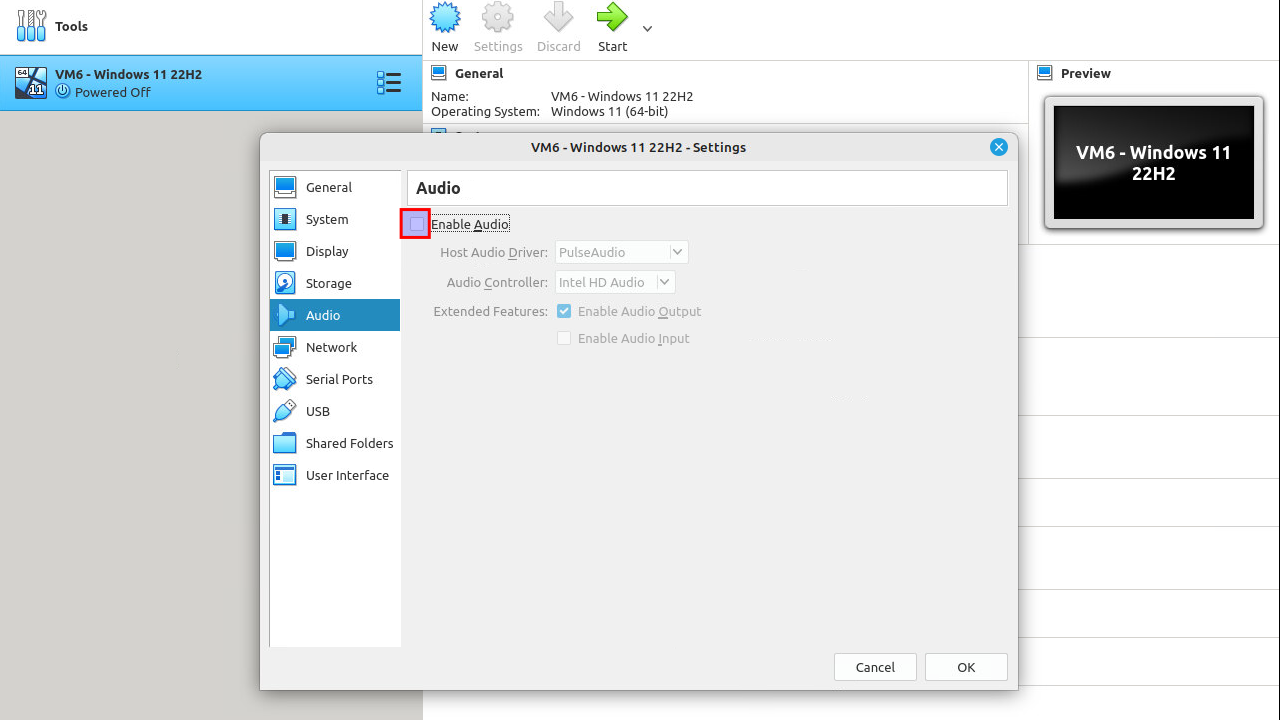 Tools
New
Settings
Discard
Start
64
11
VM6 - Windows 11 22H2
Powered Off
General
Name: VM6 - Windows 11 22H2
Operating System: Windows 11 (64-bit)
Preview
VM6 - Windows 11
22H2
VM6 - Windows 11 22H2 - Settings
General
System
Display
Storage
Audio
Network
Serial Ports
USB
Shared Folders
User Interface
Audio
Enable Audio
Host Audio Driver: PulseAudio
Audio Controller: Intel HD Audio
Extended Features: Enable Audio Output
Enable Audio Input
Cancel
OK